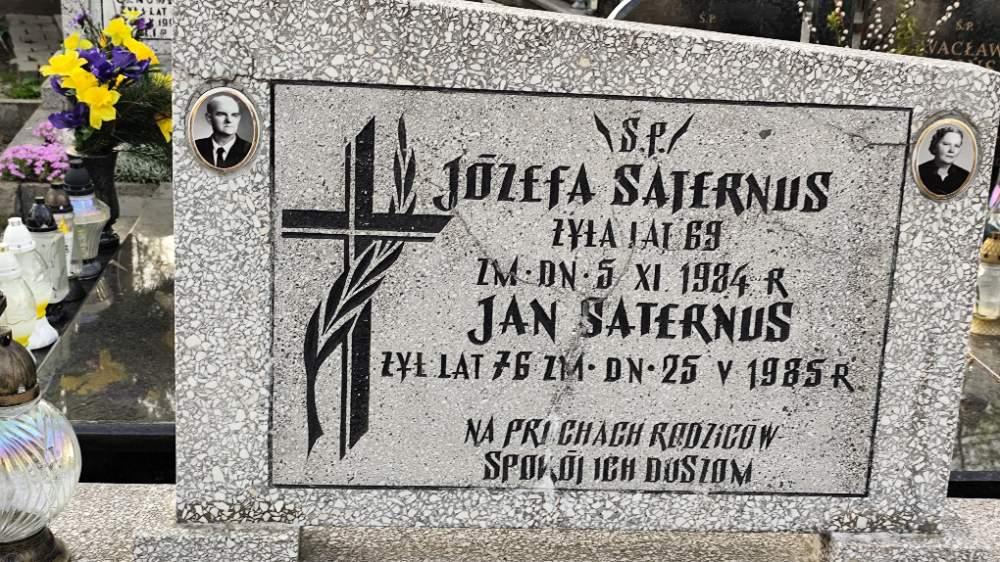 Ś.P.
JÓZEFA SATERNUS
ŻYŁA LAT 69
ZM·DN·5 XI 1984 R
JAN SATERNUS
ŻYŁ LAT 76 ZM·DN·25 V 1985 R.
NA PROCHACH RODZICÓW
SPOKÓJ ICH DUSZOM
Ś.P.
Ś.P.
WACŁAW